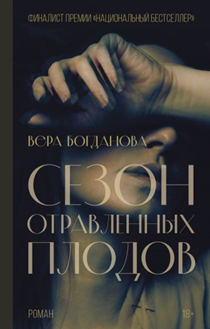 ФИНАЛИСТ ПРЕМИИ «НАЦИОНАЛЬНЫЙ БЕСТСЕЛЛЕР»
ВЕРА БОГДАНОВА
СЕЗОН
ОТРАВЛЕННЫХ
ПЛОДОВ
РОМАН 18+